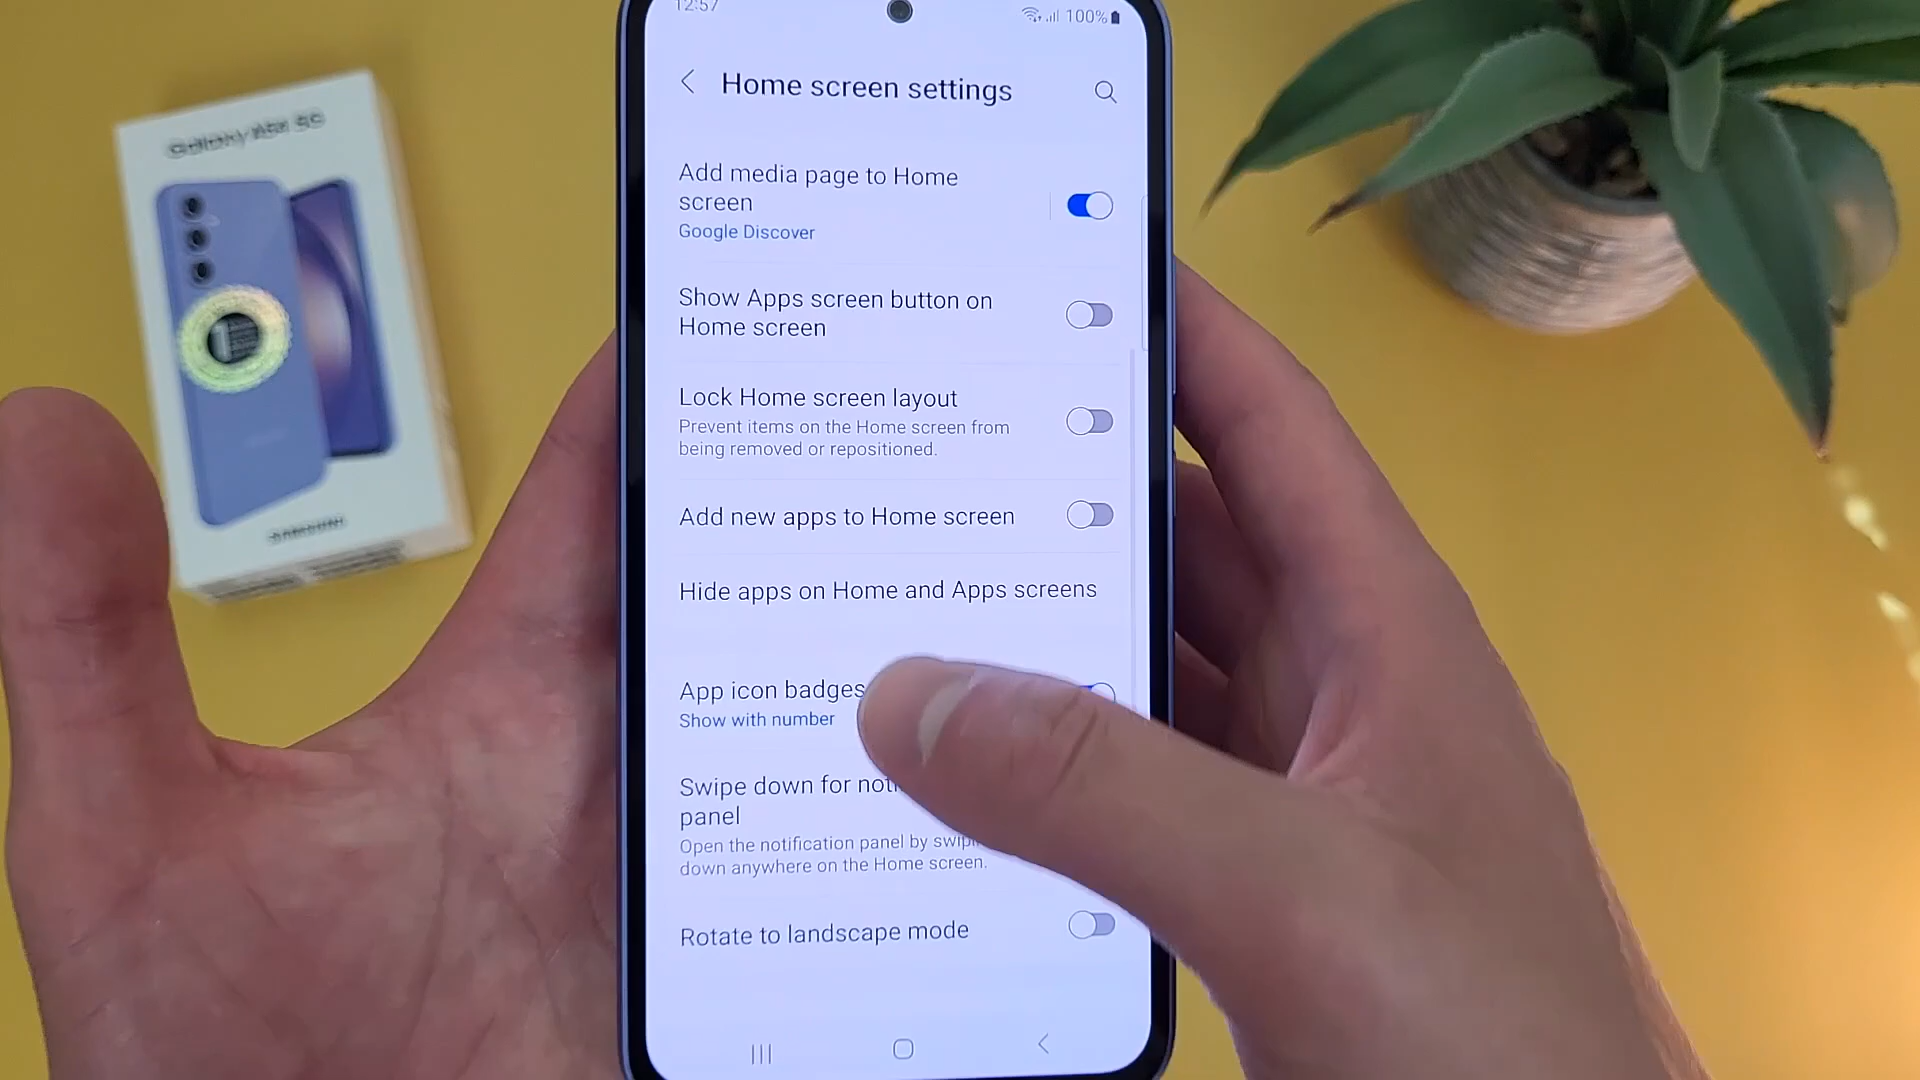 12:57
100%
Home screen settings
Add media page to Home
screen
Google Discover
Show Apps screen button on
Home screen
Lock Home screen layout
Prevent items on the Home screen from
being removed or repositioned.
Add new apps to Home screen
Hide apps on Home and Apps screens
App icon badges
Show with number
Swipe down for
panel
Open the notification panel by
down anywhere on the Home screen.
Rotate to landscape mode
SAMSUNG